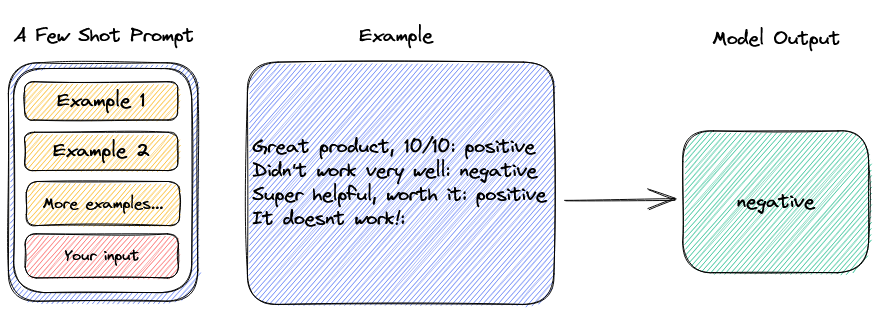 A Few Shot Prompt
Example 1
Example 2
More examples...
Your input
Example
Great product, 10/10: positive
Didn't work very well: negative
Super helpful, worth it: positive
It doesnt work!:
Model Output
negative